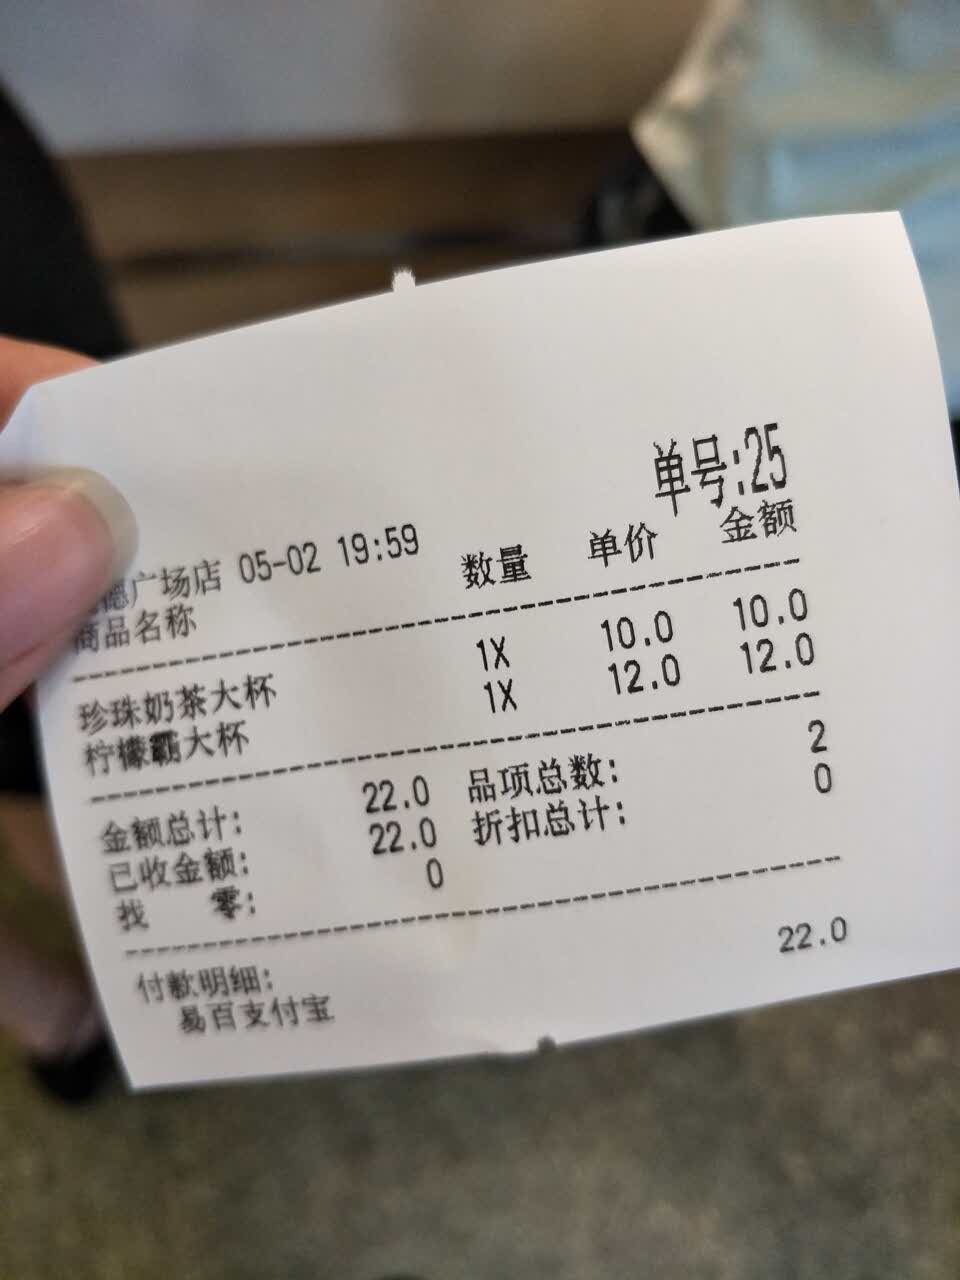 单号:25
德广场店 05-02 19:59
商品名称 数量 单价 金额
珍珠奶茶大杯 1X 10.0 10.0
柠檬霸大杯 1X 12.0 12.0
金额总计: 22.0 品项总数: 2
已收金额: 22.0 折扣总计: 0
找 零: 0
付款明细: 22.0
易百支付宝